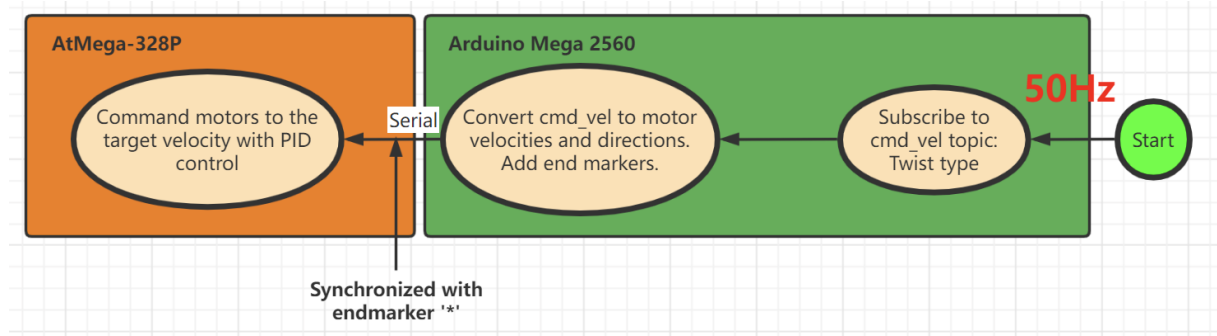 AtMega-328P
Command motors to the
target velocity with PID
control
Serial
Arduino Mega 2560
Convert cmd_vel to motor
velocities and directions.
Add end markers.
Subscribe to
cmd_vel topic:
Twist type
50Hz
Start
Synchronized with
endmarker '*'